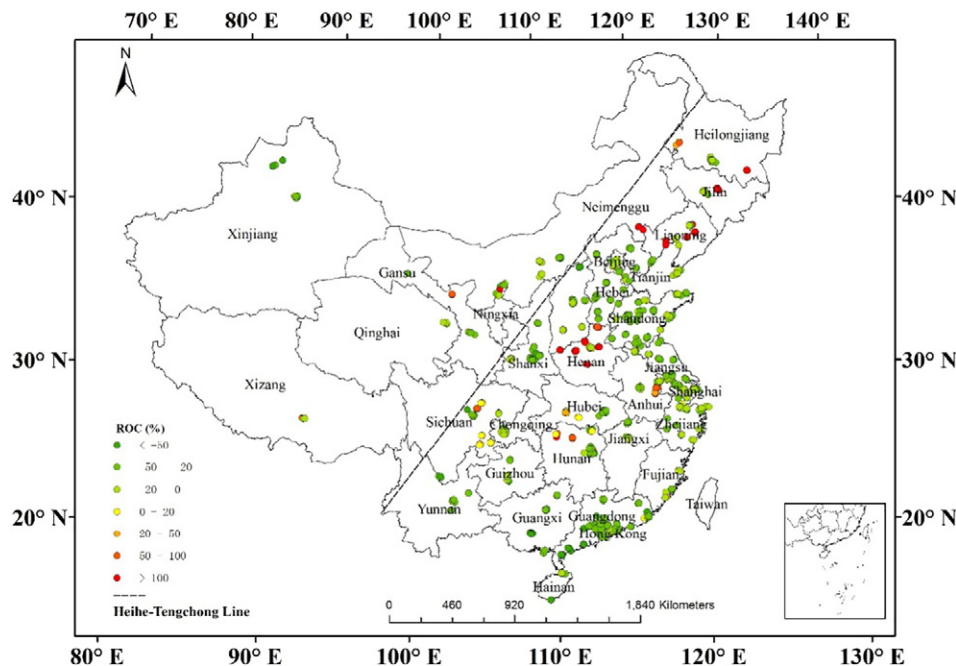 70° E 80° E 90° E 100° E 110° E 120° E 130° E 140° E
N
Heilongjiang
40° N
Jilin
40° N
Neimenggu
Xinjiang
Liaoning
Beijing
Gansu
Tianjin
Hebei
Ningxia
Shandong
Qinghai
30° N
Shanxi
Henan
30° N
Jiangsu
Xizang
Shanghai
Hubei
Anhui
Sichuan
Chongqing
Zhejiang
Jiangxi
Hunan
Guizhou
Fujian
Taiwan
Yunnan
20° N
Guangxi
Guangdong
20° N
Hong Kong
Hainan
ROC (%)
< -50
50 20
20 0
0 - 20
20 - 50
50 - 100
> 100
Heihe-Tengchong Line
0 460 920 1,840 Kilometers
80° E 90° E 100° E 110° E 120° E 130° E